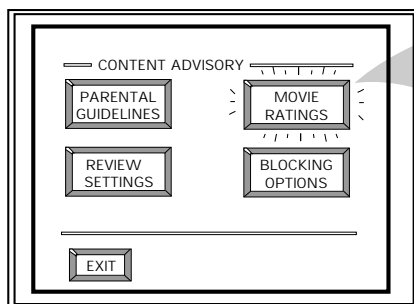 CONTENT ADVISORY
PARENTAL
GUIDELINES
MOVIE
RATINGS
REVIEW
SETTINGS
BLOCKING
OPTIONS
EXIT